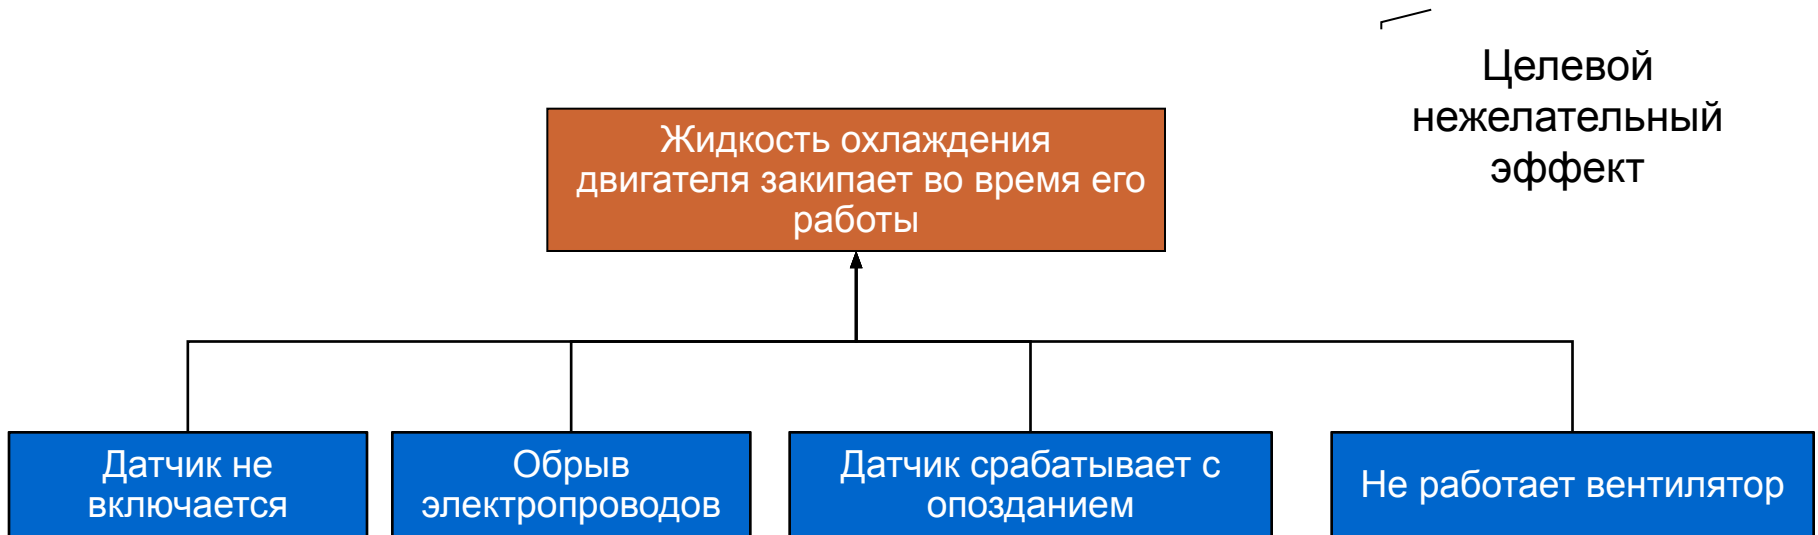 Целевой
нежелательный
эффект
Жидкость охлаждения
двигателя закипает во время его
работы
Датчик не
включается
Обрыв
электропроводов
Датчик срабатывает с
опозданием
Не работает вентилятор